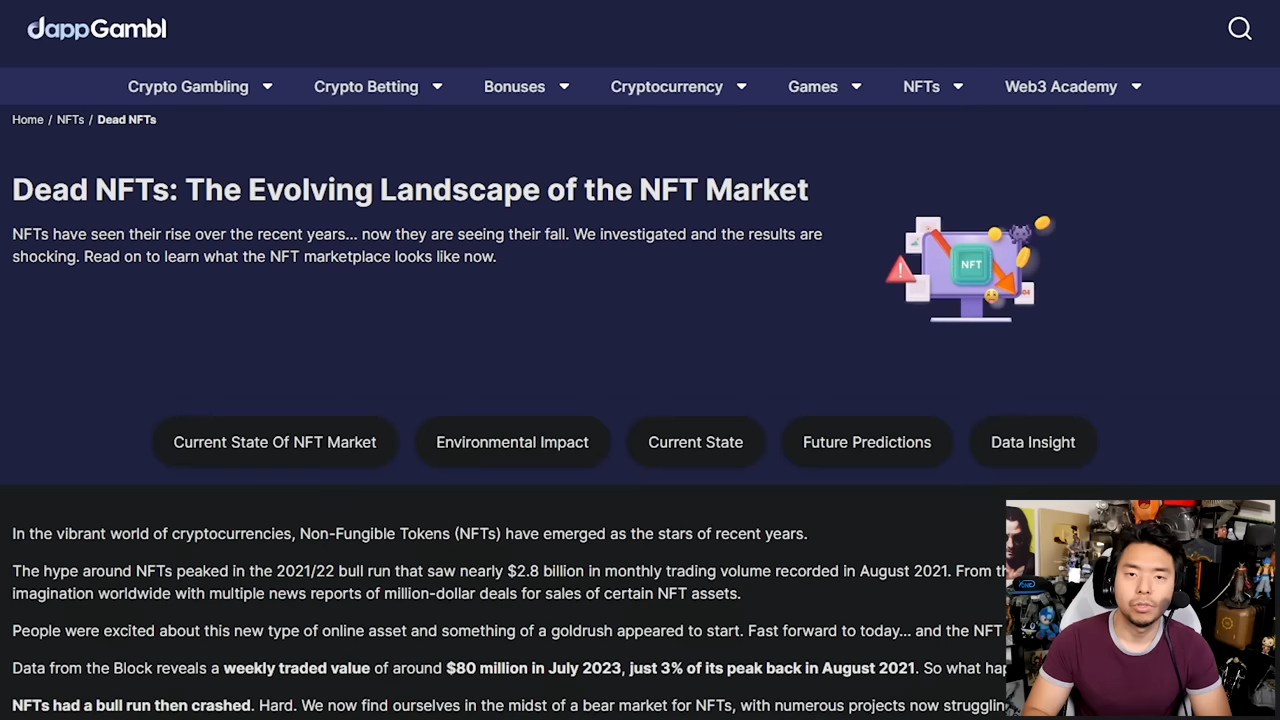 dappGambl
Crypto Gambling Crypto Betting Bonuses Cryptocurrency Games NFTs Web3 Academy
Home / NFTs / Dead NFTs
Dead NFTs: The Evolving Landscape of the NFT Market
NFTs have seen their rise over the recent years... now they are seeing their fall. We investigated and the results are
shocking. Read on to learn what the NFT marketplace looks like now.
NFT
Current State Of NFT Market Environmental Impact Current State Future Predictions Data Insight
In the vibrant world of cryptocurrencies, Non-Fungible Tokens (NFTs) have emerged as the stars of recent years.
The hype around NFTs peaked in the 2021/22 bull run that saw nearly $2.8 billion in monthly trading volume recorded in August 2021. From
imagination worldwide with multiple news reports of million-dollar deals for sales of certain NFT assets.
People were excited about this new type of online asset and something of a goldrush appeared to start. Fast forward to today... and the NFT
Data from the Block reveals a weekly traded value of around $80 million in July 2023, just 3% of its peak back in August 2021. So what
NFTs had a bull run then crashed. Hard. We now find ourselves in the midst of a bear market for NFTs, with numerous projects now